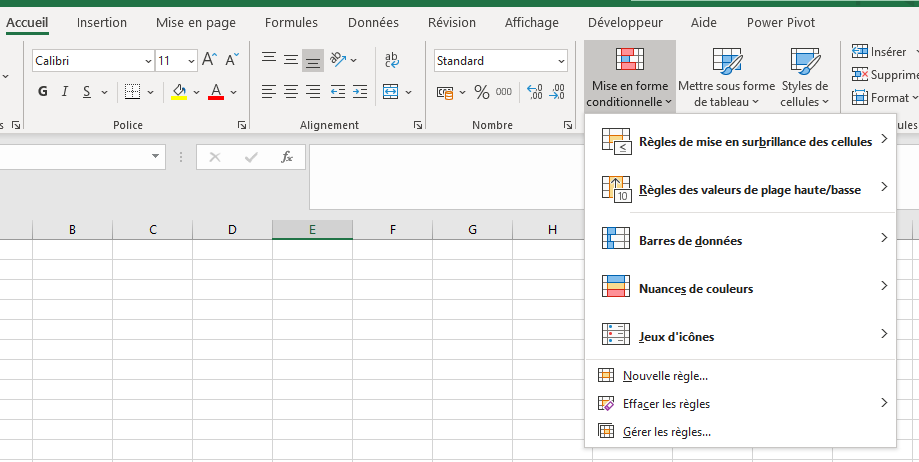 Accueil Insertion Mise en page Formules Données Révision Affichage Développeur Aide Power Pivot
Calibri 11 A A ab Standard Insérer
Mise en forme conditionnelle
Mettre sous forme de tableau
Styles de cellules
Supprime
G I S A % 000 ,00 ,00 Format
Police Alignement Nombre ules
fx
Règles de mise en surbrillance des cellules
Règles des valeurs de plage haute/basse
10
B C D E F G H
Barres de données
Nuances de couleurs
Jeux d'icônes
Nouvelle règle...
Effacer les règles
Gérer les règles...